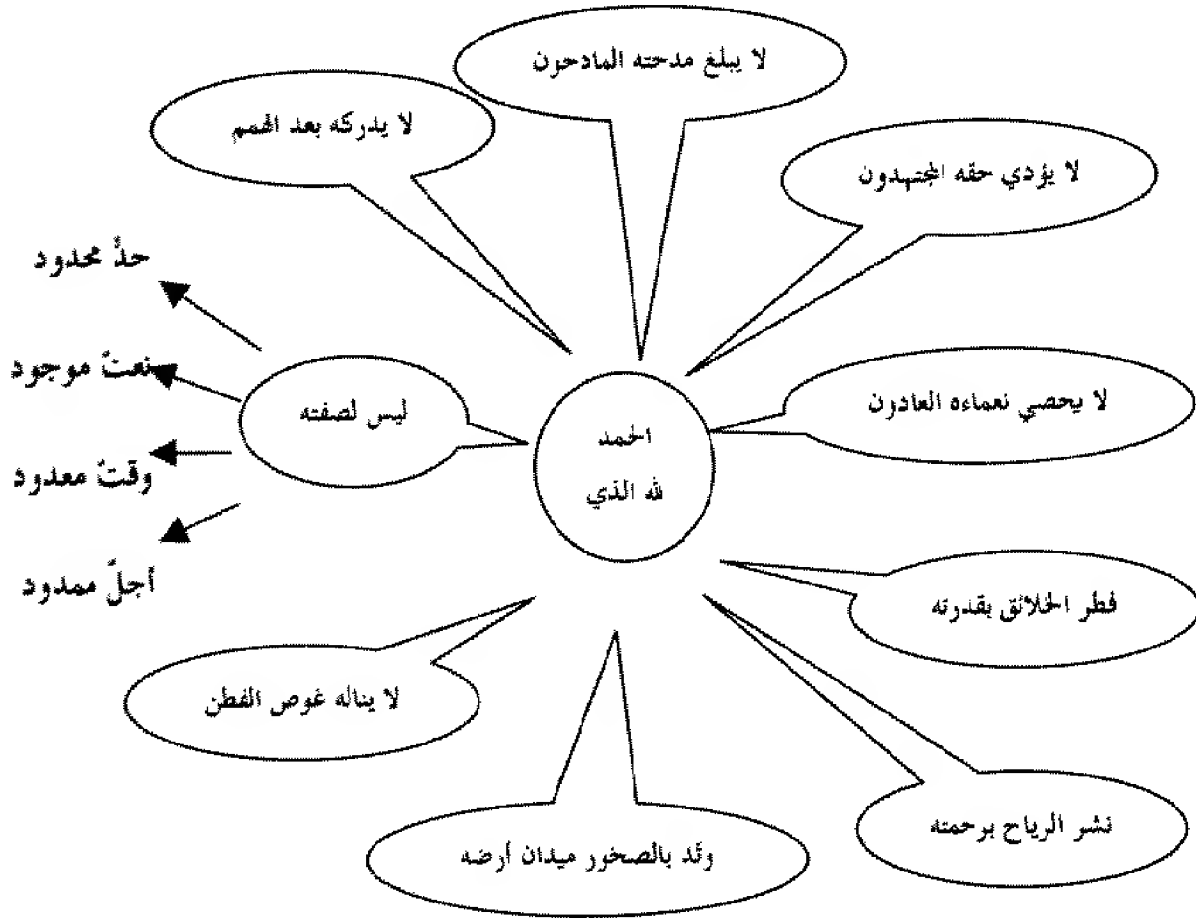 لا يبلغ مدحته المادحون
لا يدركه بعد الهمم
لا يؤدي حقه المجتهدون
حدٌّ محدود
نعتٌ موجود
وقتٌ معدود
أجلٌ ممدود
ليس لصفته
الحمد
لله الذي
لا يحصي نعماءه العادون
فطر الخلائق بقدرته
لا يناله غوص الفطن
نشر الرياح برحمته
وتد بالصخور ميدان أرضه